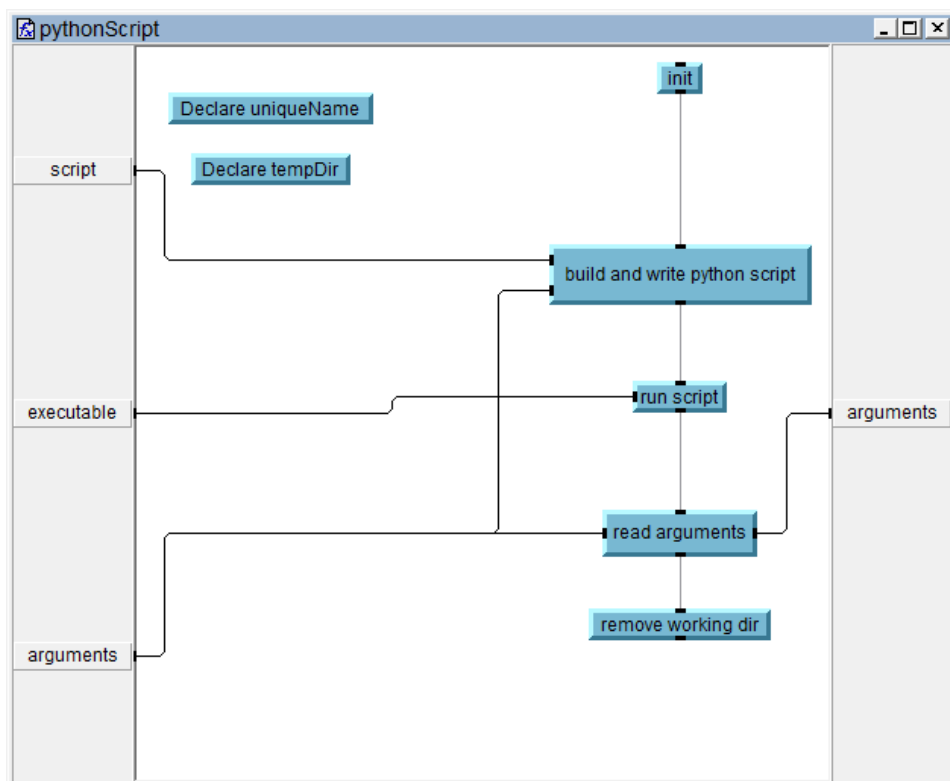 pythonScript
init
Declare uniqueName
script
Declare tempDir
build and write python script
run script
executable
arguments
read arguments
remove working dir
arguments